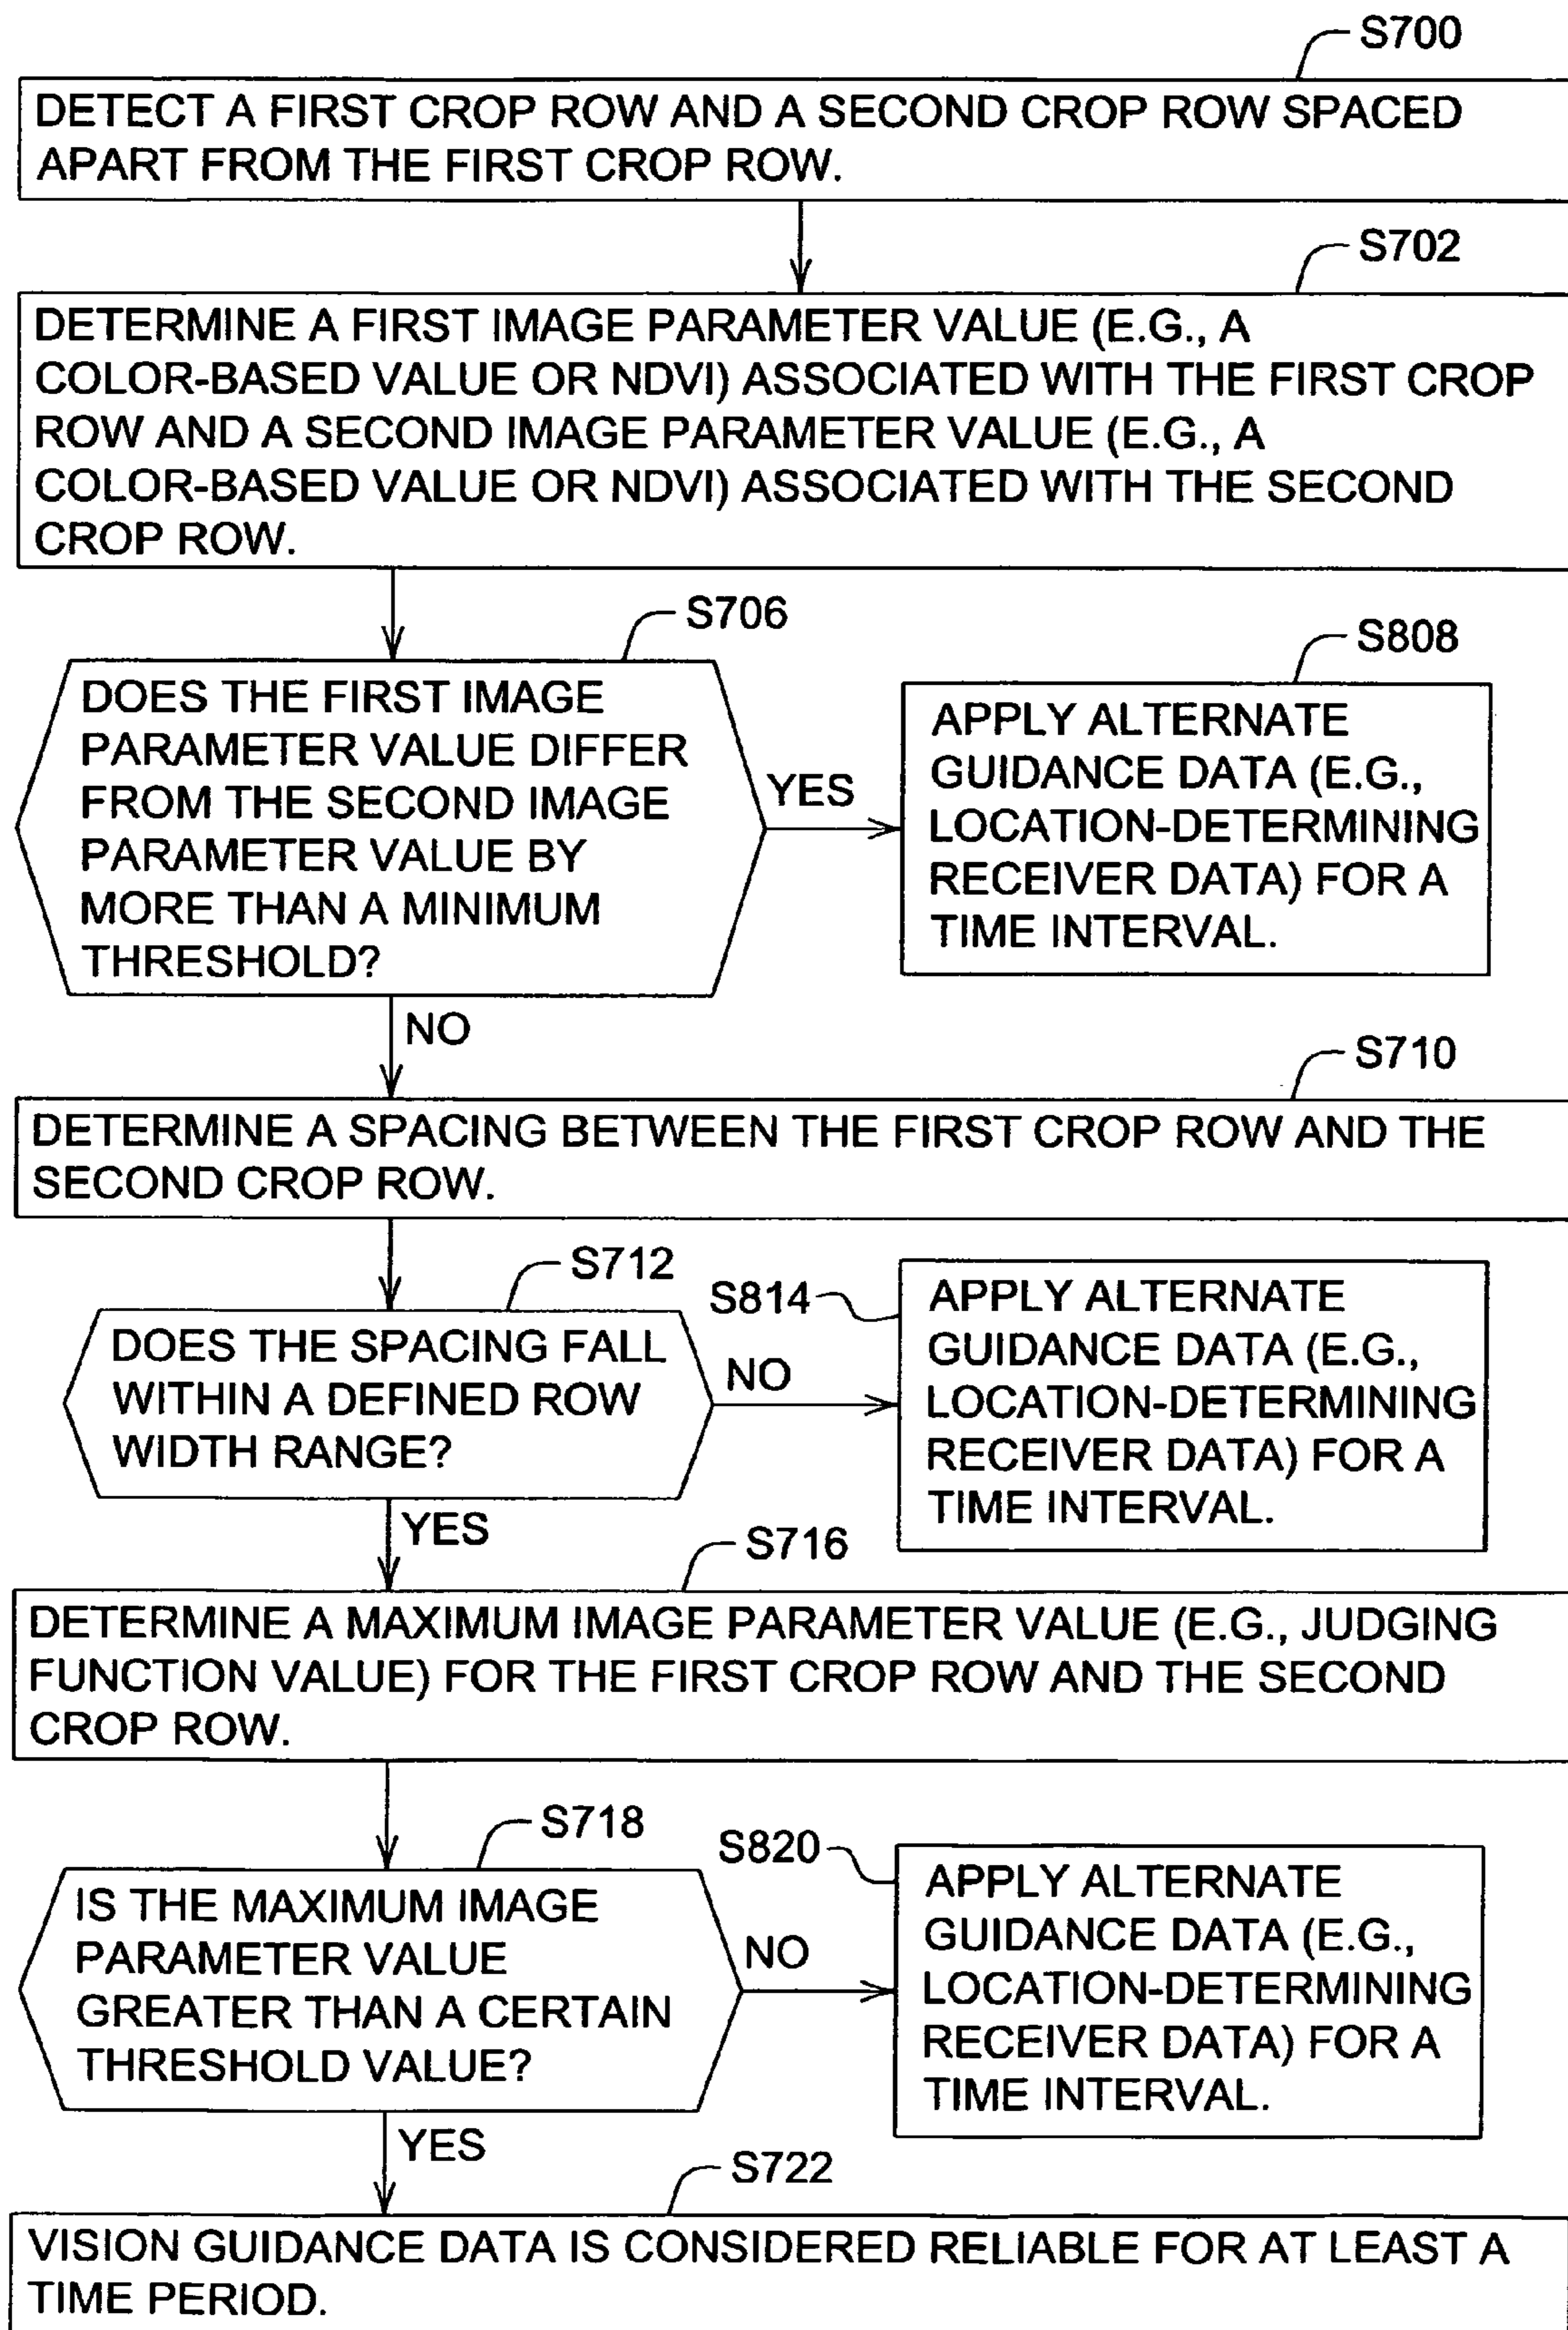 S700
DETECT A FIRST CROP ROW AND A SECOND CROP ROW SPACED
APART FROM THE FIRST CROP ROW.
S702
DETERMINE A FIRST IMAGE PARAMETER VALUE (E.G., A
COLOR-BASED VALUE OR NDVI) ASSOCIATED WITH THE FIRST CROP
ROW AND A SECOND IMAGE PARAMETER VALUE (E.G., A
COLOR-BASED VALUE OR NDVI) ASSOCIATED WITH THE SECOND
CROP ROW.
S706
DOES THE FIRST IMAGE
PARAMETER VALUE DIFFER
FROM THE SECOND IMAGE
PARAMETER VALUE BY
MORE THAN A MINIMUM
THRESHOLD?
YES
S808
APPLY ALTERNATE
GUIDANCE DATA (E.G.,
LOCATION-DETERMINING
RECEIVER DATA) FOR A
TIME INTERVAL.
NO
S710
DETERMINE A SPACING BETWEEN THE FIRST CROP ROW AND THE
SECOND CROP ROW.
S712
DOES THE SPACING FALL
WITHIN A DEFINED ROW
WIDTH RANGE?
NO
S814
APPLY ALTERNATE
GUIDANCE DATA (E.G.,
LOCATION-DETERMINING
RECEIVER DATA) FOR A
TIME INTERVAL.
YES
S716
DETERMINE A MAXIMUM IMAGE PARAMETER VALUE (E.G., JUDGING
FUNCTION VALUE) FOR THE FIRST CROP ROW AND THE SECOND
CROP ROW.
S718
IS THE MAXIMUM IMAGE
PARAMETER VALUE
GREATER THAN A CERTAIN
THRESHOLD VALUE?
NO
S820
APPLY ALTERNATE
GUIDANCE DATA (E.G.,
LOCATION-DETERMINING
RECEIVER DATA) FOR A
TIME INTERVAL.
YES
S722
VISION GUIDANCE DATA IS CONSIDERED RELIABLE FOR AT LEAST A
TIME PERIOD.